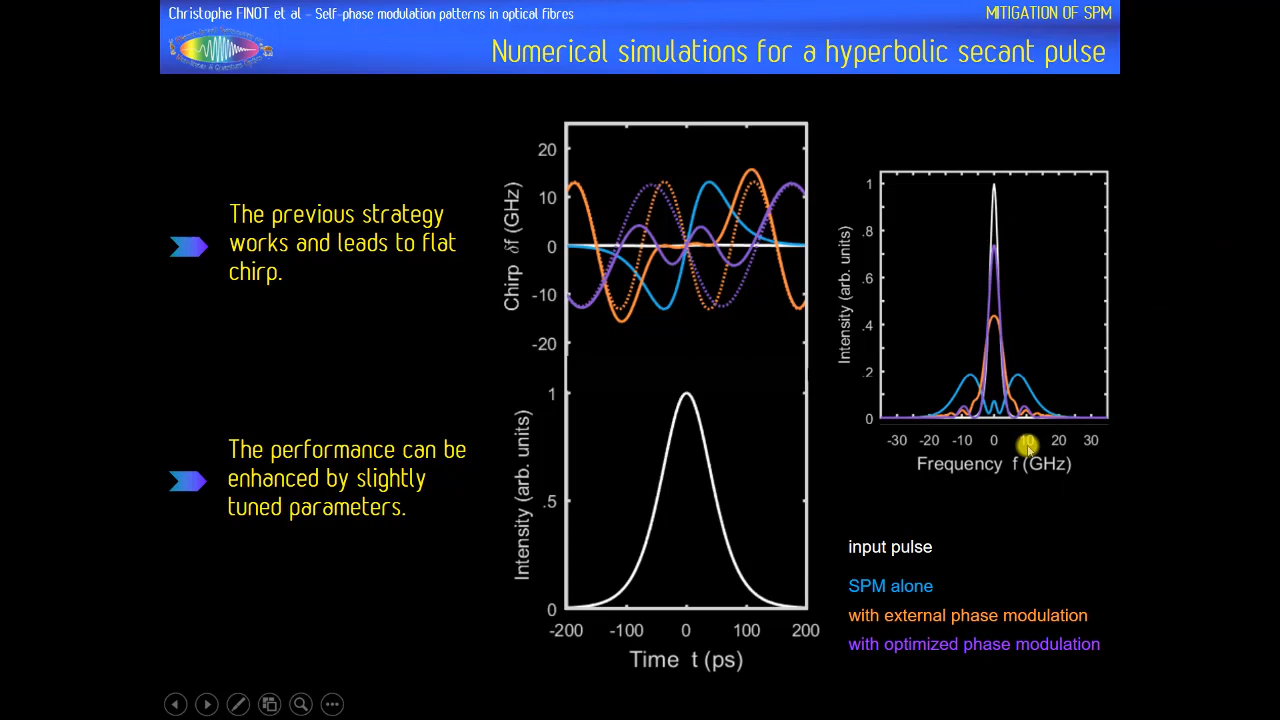 Christophe FINOT et al – Self-phase modulation patterns in optical fibres
MITIGATION OF SPM
Numerical simulations for a hyperbolic secant pulse
The previous strategy
works and leads to flat
chirp.
The performance can be
enhanced by slightly
tuned parameters.
20
10
0
-10
-20
Chirp δf (GHz)
1
.5
0
Intensity (arb. units)
-200 -100 0 100 200
Time t (ps)
1
.8
.6
.4
.2
0
Intensity (arb. units)
-30 -20 -10 0 10 20 30
Frequency f (GHz)
input pulse
SPM alone
with external phase modulation
with optimized phase modulation